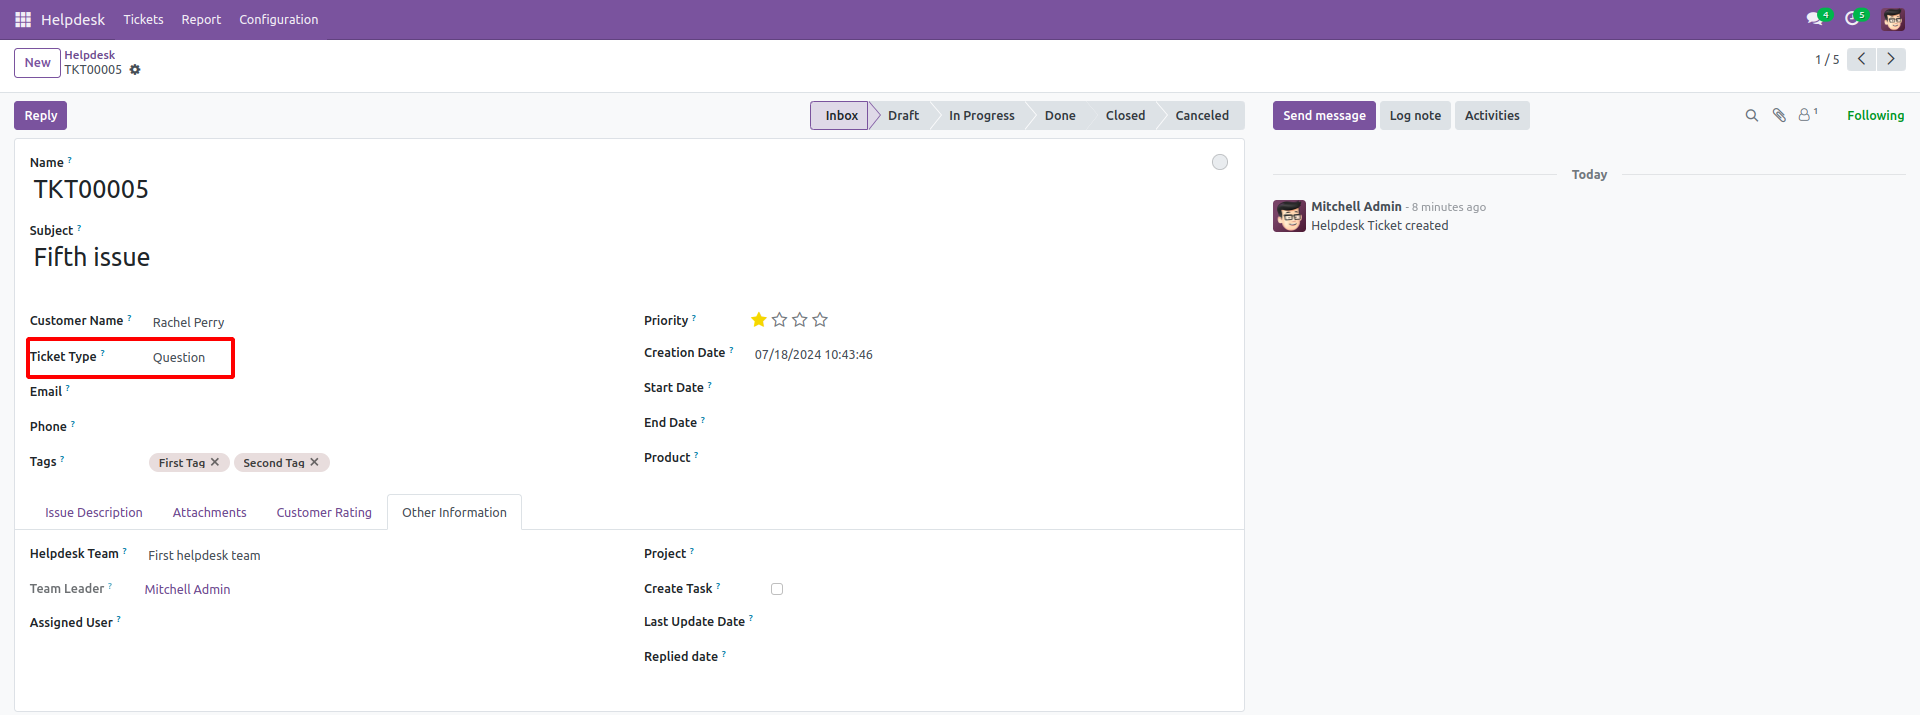 Helpdesk Tickets Report Configuration 4 5
New Helpdesk
TKT00005
1 / 5
Reply Inbox Draft In Progress Done Closed Canceled Send message Log note Activities 1 Following
Name ?
TKT00005
Subject ?
Fifth issue
Customer Name ? Rachel Perry
Ticket Type ? Question
Email ?
Phone ?
Tags ? First Tag Second Tag
Priority ?
Creation Date ? 07/18/2024 10:43:46
Start Date ?
End Date ?
Product ?
Issue Description Attachments Customer Rating Other Information
Helpdesk Team ? First helpdesk team
Team Leader ? Mitchell Admin
Assigned User ?
Project ?
Create Task ?
Last Update Date ?
Replied date ?
Today
Mitchell Admin - 8 minutes ago
Helpdesk Ticket created